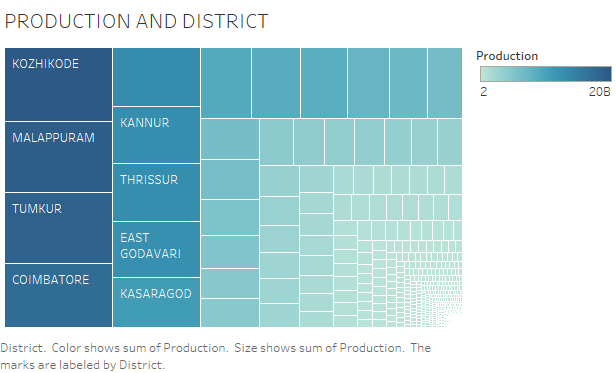 PRODUCTION AND DISTRICT
KOZHIKODE
MALAPPURAM
TUMKUR
COIMBATORE
KANNUR
THRISSUR
EAST
GODAVARI
KASARAGOD
Production
2 20B
District. Color shows sum of Production. Size shows sum of Production. The
marks are labeled by District.